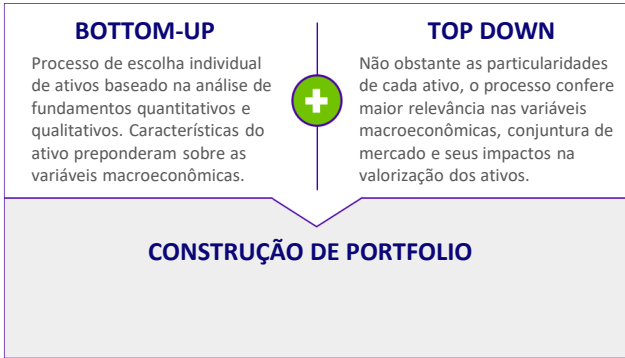 BOTTOM-UP
Processo de escolha individual
de ativos baseado na análise de
fundamentos quantitativos e
qualitativos. Características do
ativo preponderam sobre as
variáveis macroeconômicas.
TOP DOWN
Não obstante as particularidades
de cada ativo, o processo confere
maior relevância nas variáveis
macroeconômicas, conjuntura de
mercado e seus impactos na
valorização dos ativos.
CONSTRUÇÃO DE PORTFOLIO